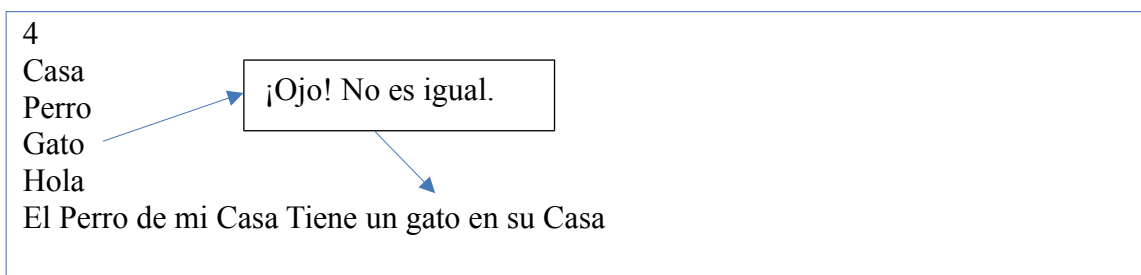 4
Casa
¡Ojo! No es igual.
Perro
Gato
Hola
El Perro de mi Casa Tiene un gato en su Casa